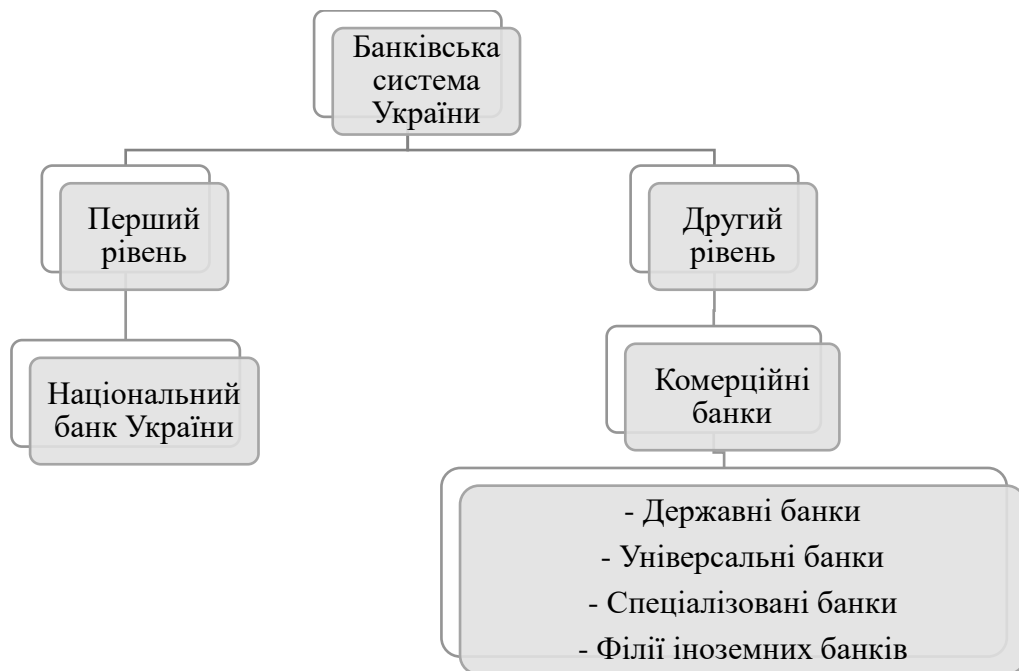 Банківська
система
України
Перший
рівень
Другий
рівень
Національний
банк України
Комерційні
банки
- Державні банки
- Універсальні банки
- Спеціалізовані банки
- Філії іноземних банків